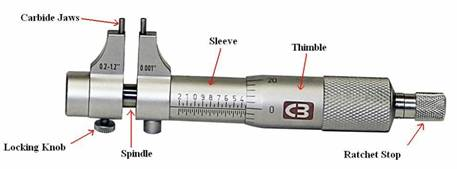 Carbide Jaws
Sleeve
Thimble
0.2-1.2"
0.001"
20
2 1 0 9 8 7 6 5 4
0
CB
Locking Knob
Spindle
Ratchet Stop